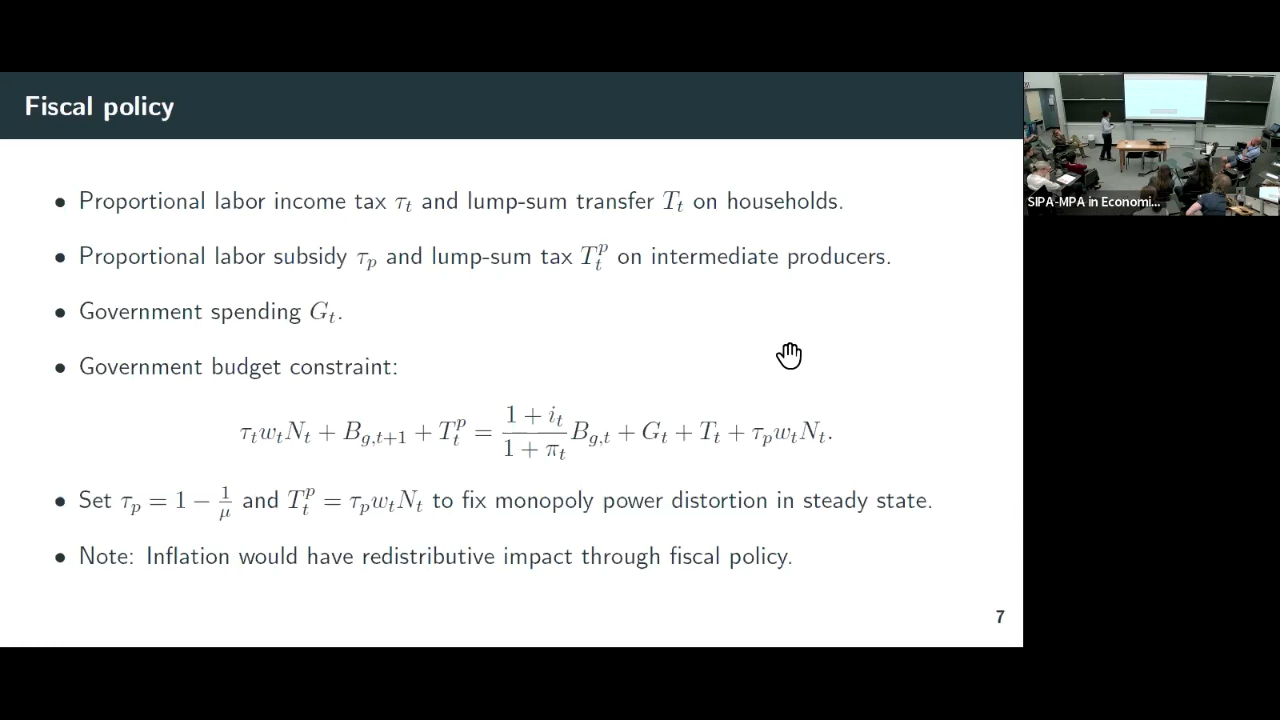 Fiscal policy
• Proportional labor income tax τ_t and lump-sum transfer T_t on households.
• Proportional labor subsidy τ_p and lump-sum tax T_t^p on intermediate producers.
• Government spending G_t.
• Government budget constraint:
τ_t w_t N_t + B_{g,t+1} + T_t^p = \frac{1 + i_t}{1 + π_t} B_{g,t} + G_t + T_t + τ_p w_t N_t.
• Set τ_p = 1 − \frac{1}{μ} and T_t^p = τ_p w_t N_t to fix monopoly power distortion in steady state.
• Note: Inflation would have redistributive impact through fiscal policy.
7
SIPA-MPA in Economi...